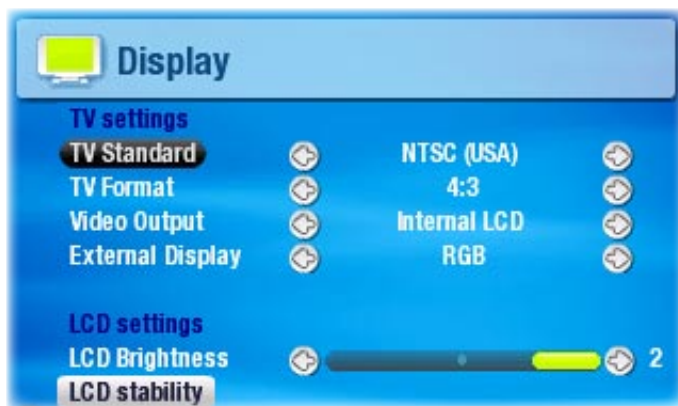 Display
TV settings
TV Standard NTSC (USA)
TV Format 4:3
Video Output Internal LCD
External Display RGB
LCD settings
LCD Brightness 2
LCD stability